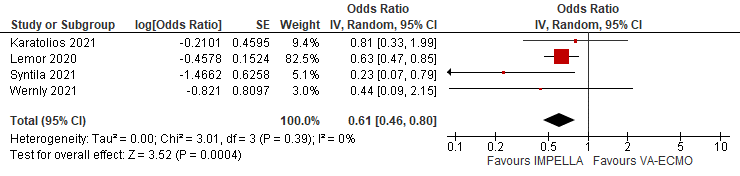 Odds Ratio Odds Ratio
Study or Subgroup log[Odds Ratio] SE Weight IV, Random, 95% CI IV, Random, 95% CI
Karatolios 2021 -0.2101 0.4595 9.4% 0.81 [0.33, 1.99]
Lemor 2020 -0.4578 0.1524 82.5% 0.63 [0.47, 0.85]
Syntila 2021 -1.4662 0.6258 5.1% 0.23 [0.07, 0.79]
Wernly 2021 -0.821 0.8097 3.0% 0.44 [0.09, 2.15]
Total (95% CI) 100.0% 0.61 [0.46, 0.80]
Heterogeneity: Tau² = 0.00; Chi² = 3.01, df = 3 (P = 0.39); I² = 0%
Test for overall effect: Z = 3.52 (P = 0.0004)
0.1 0.2 0.5 1 2 5 10
Favours IMPELLA Favours VA-ECMO